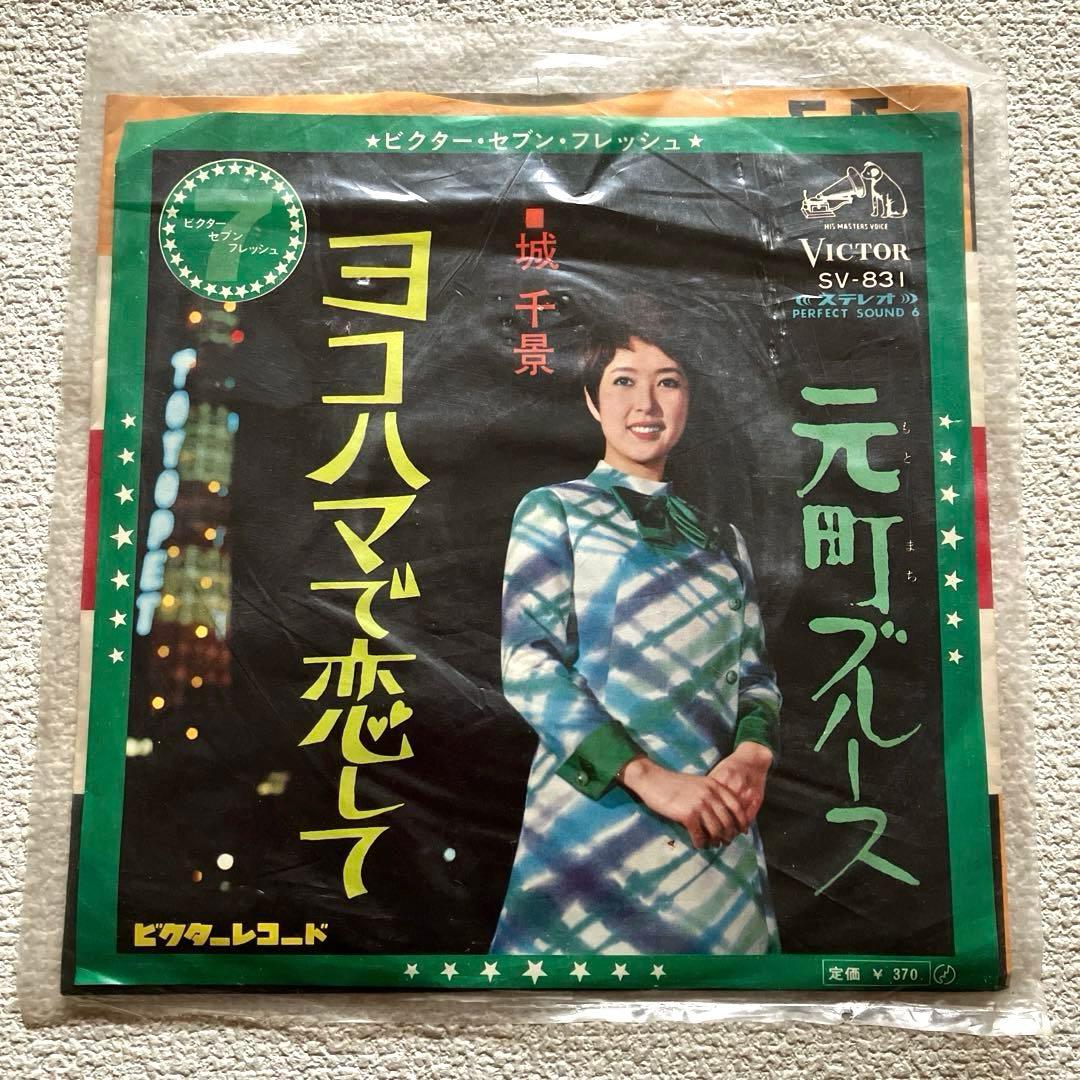 ★ビクター・セブン・フレッシュ★
7
ビクター
セブン
フレッシュ
HIS MASTERS VOICE
VICTOR
SV-831
ステレオ
PERFECT SOUND 6
元町ブルース
もとまち
■城千景
ヨコハマで恋して
TOYOPET
ビクターレコード
定価 ¥ 370.